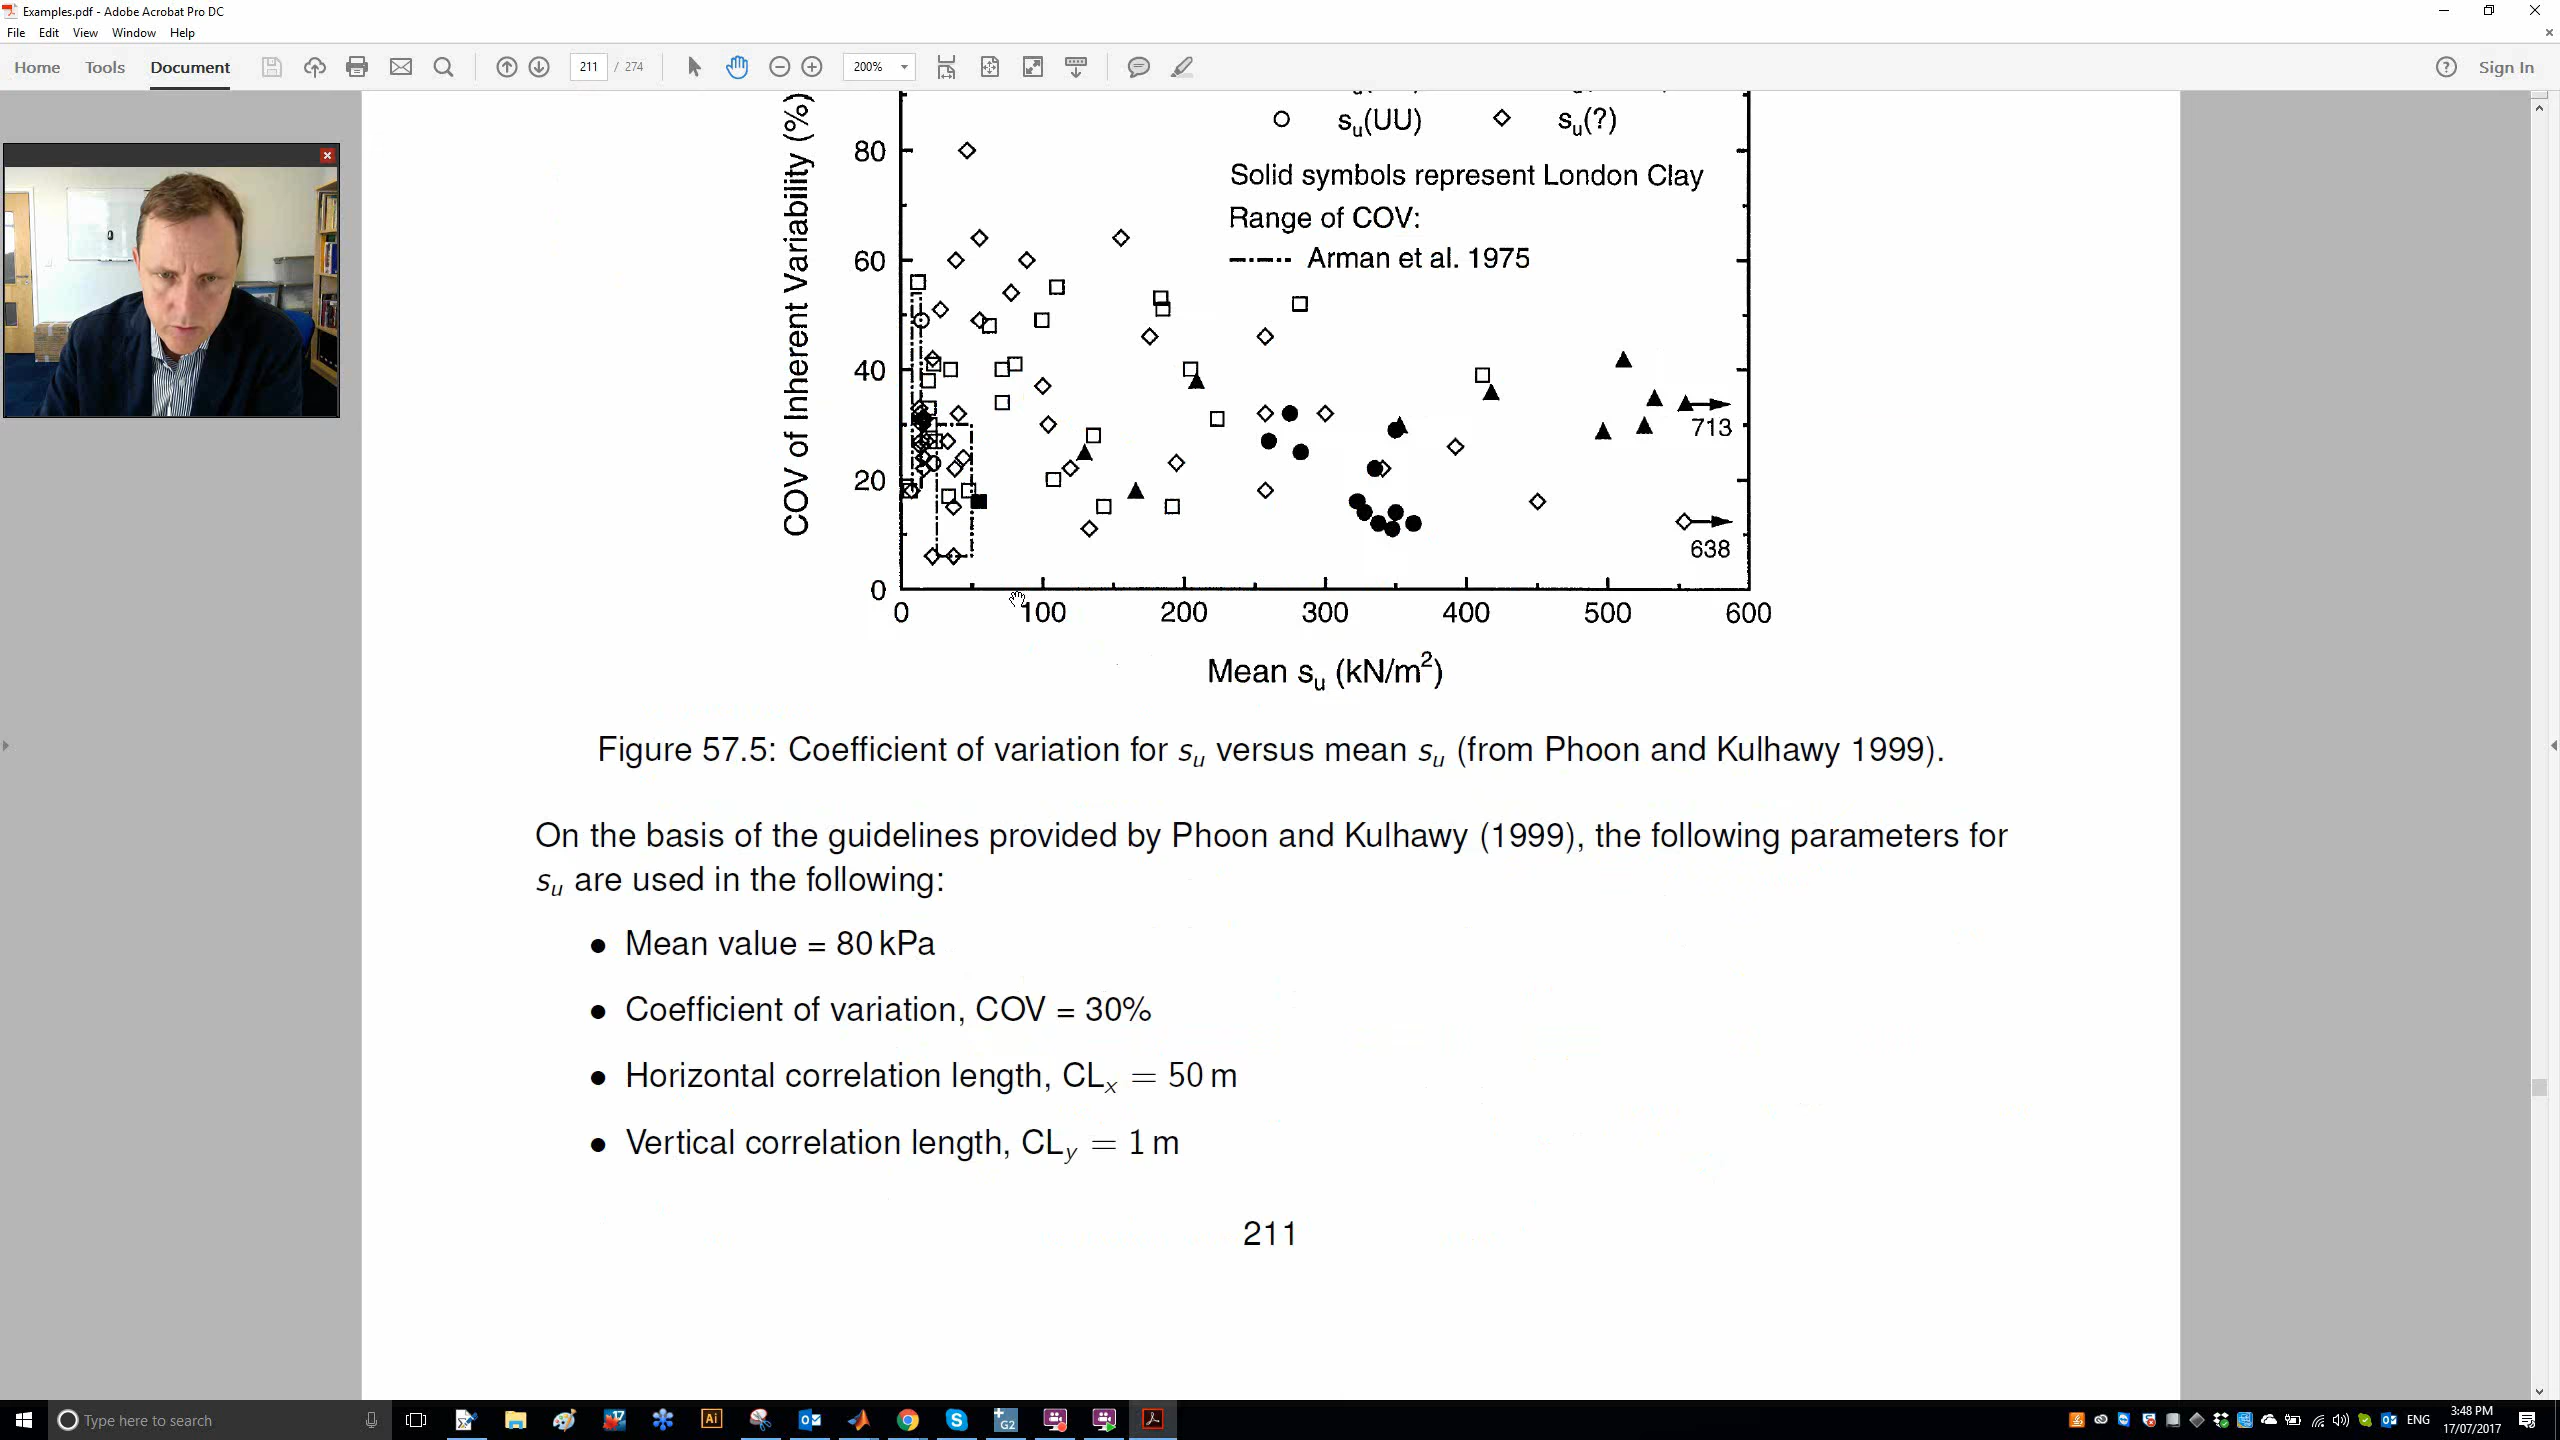 Examples.pdf - Adobe Acrobat Pro DC
File Edit View Window Help
Home Tools Document 211 / 274 200% Sign In
COV of Inherent Variability (%)
su(UU) su(?)
Solid symbols represent London Clay
Range of COV:
Arman et al. 1975
80
60
40
20
0
713
638
0 100 200 300 400 500 600
Mean su (kN/m²)
Figure 57.5: Coefficient of variation for su versus mean su (from Phoon and Kulhawy 1999).
On the basis of the guidelines provided by Phoon and Kulhawy (1999), the following parameters for
su are used in the following:
• Mean value = 80 kPa
• Coefficient of variation, COV = 30%
• Horizontal correlation length, CLx = 50 m
• Vertical correlation length, CLy = 1 m
211
Type here to search
Ai
G2
ENG
3:48 PM
17/07/2017